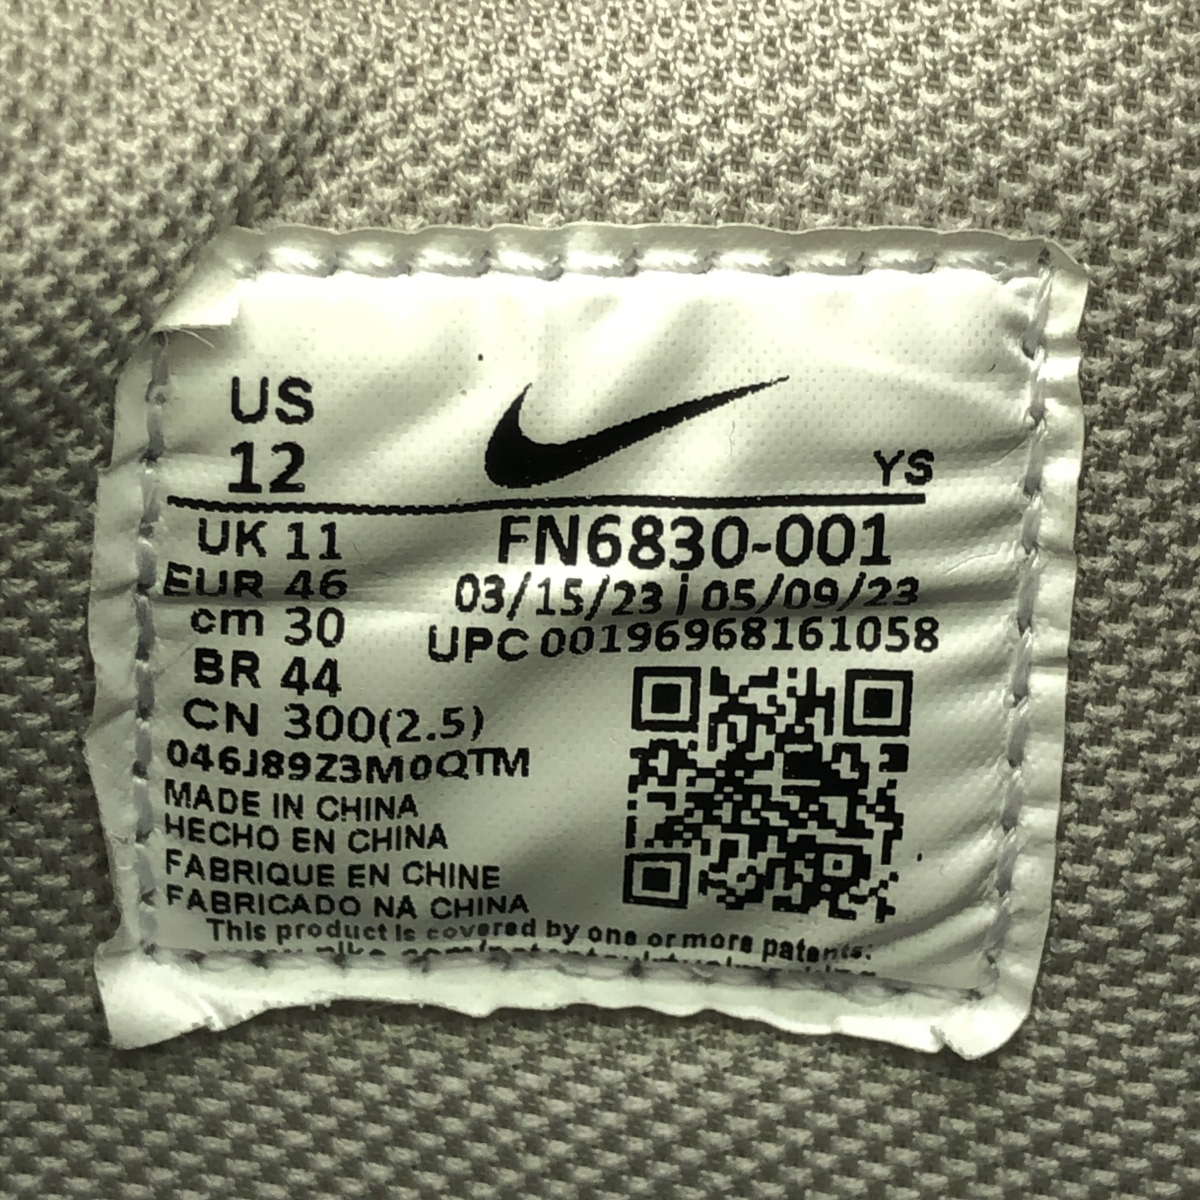 US
12
YS
UK 11
EUR 46
cm 30
BR 44
CN 300(2.5)
FN6830-001
03/15/23 | 05/09/23
UPC 00196968161058
046J89Z3M0QTM
MADE IN CHINA
HECHO EN CHINA
FABRIQUE EN CHINE
FABRICADO NA CHINA
This product is covered by one or more patents: